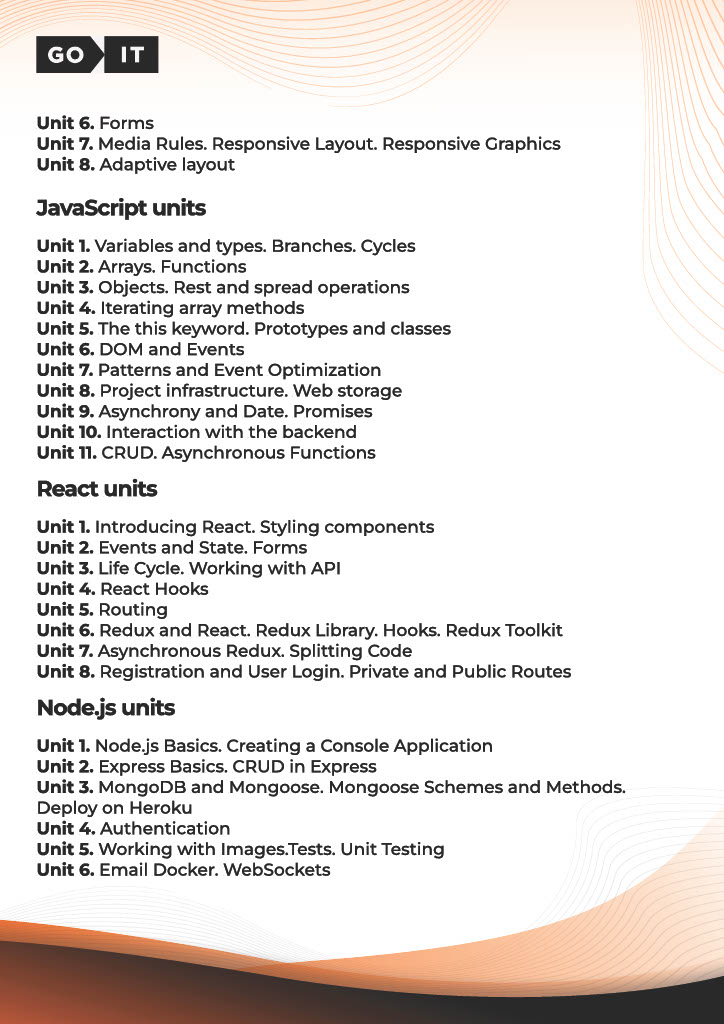 GO IT
Unit 6. Forms
Unit 7. Media Rules. Responsive Layout. Responsive Graphics
Unit 8. Adaptive layout
JavaScript units
Unit 1. Variables and types. Branches. Cycles
Unit 2. Arrays. Functions
Unit 3. Objects. Rest and spread operations
Unit 4. Iterating array methods
Unit 5. The this keyword. Prototypes and classes
Unit 6. DOM and Events
Unit 7. Patterns and Event Optimization
Unit 8. Project infrastructure. Web storage
Unit 9. Asynchrony and Date. Promises
Unit 10. Interaction with the backend
Unit 11. CRUD. Asynchronous Functions
React units
Unit 1. Introducing React. Styling components
Unit 2. Events and State. Forms
Unit 3. Life Cycle. Working with API
Unit 4. React Hooks
Unit 5. Routing
Unit 6. Redux and React. Redux Library. Hooks. Redux Toolkit
Unit 7. Asynchronous Redux. Splitting Code
Unit 8. Registration and User Login. Private and Public Routes
Node.js units
Unit 1. Node.js Basics. Creating a Console Application
Unit 2. Express Basics. CRUD in Express
Unit 3. MongoDB and Mongoose. Mongoose Schemes and Methods.
Deploy on Heroku
Unit 4. Authentication
Unit 5. Working with Images.Tests. Unit Testing
Unit 6. Email Docker. WebSockets